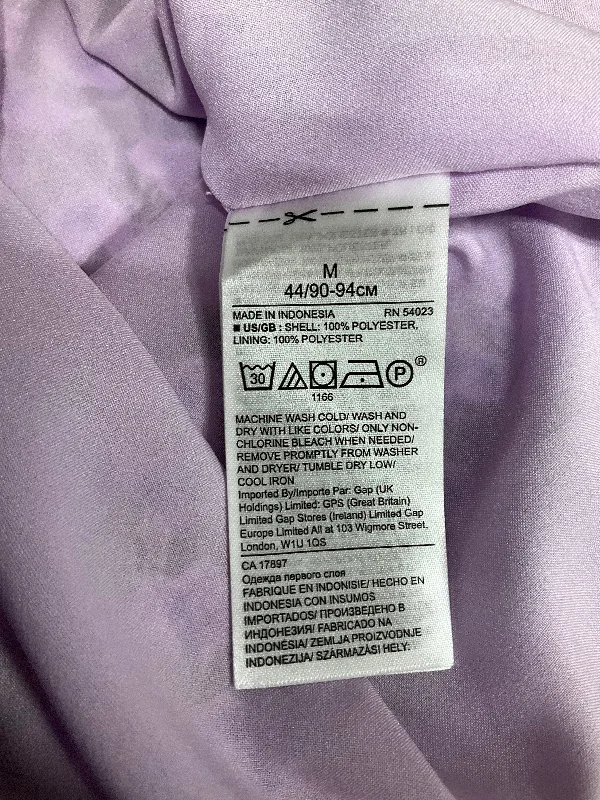 M
44/90-94CM
MADE IN INDONESIA RN 54023
■ US/GB : SHELL: 100% POLYESTER,
LINING: 100% POLYESTER
30 P ®
1166
MACHINE WASH COLD/ WASH AND
DRY WITH LIKE COLORS/ ONLY NON-
CHLORINE BLEACH WHEN NEEDED/
REMOVE PROMPTLY FROM WASHER
AND DRYER/ TUMBLE DRY LOW/
COOL IRON
Imported By/Importe Par: Gap (UK
Holdings) Limited: GPS (Great Britain)
Limited Gap Stores (Ireland) Limited Gap
Europe Limited All at 103 Wigmore Street,
London, W1U 1QS
CA 17897
Одежда первого слоя
FABRIQUE EN INDONISIE/ HECHO EN
INDONESIA CON INSUMOS
IMPORTADOS/ ПРОИЗВЕДЕНО В
ИНДОНЕЗИЯ/ FABRICADO NA
INDONÉSIA/ ZEMLJA PROIZVODNJE
INDONEZIJA/ SZÁRMAZÁSI HELY: